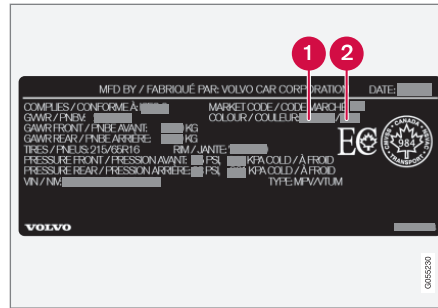 1 2
MFD BY / FABRIQUÉ PAR: VOLVO CAR CORPORATION DATE:
COMPLIES / CONFORME À: MARKET CODE / CODE MARCHÉ
GVWR / PNBV: COLOUR / COULEUR: /
GAWR FRONT / PNBE AVANT: KG
GAWR REAR / PNBE ARRIÈRE: KG
TIRES / PNEUS: 215/65R16 RIM / JANTE:
PRESSURE FRONT / PRESSION AVANT: PSI, KPA COLD / À FROID
PRESSURE REAR / PRESSION ARRIÈRE: PSI, KPA COLD / À FROID
VIN / NIV: TYPE: MPV/VTUM
EC
CANADA
984
TRANSPORT
VOLVO
G055230